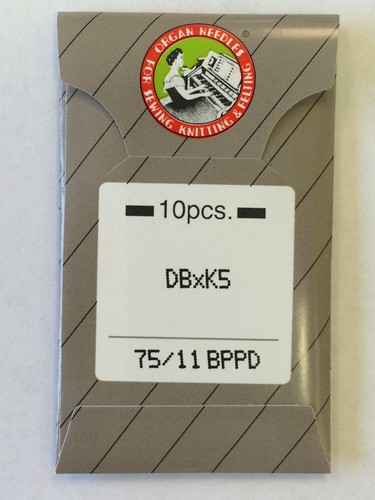 ORGAN NEEDLES
FOR SEWING KNITTING & FELTING
®
10pcs.
DBxK5
75/11 BPPD